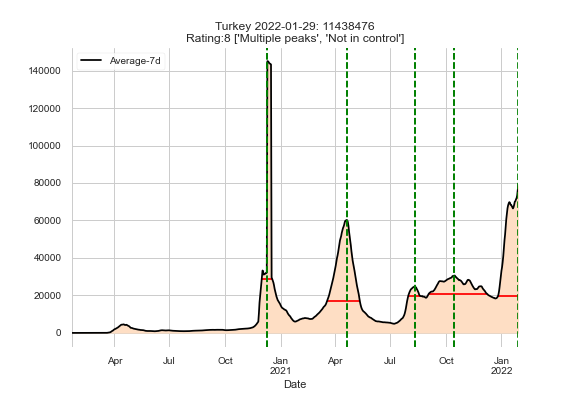 Turkey 2022-01-29: 11438476
Rating:8 ['Multiple peaks', 'Not in control']
Average-7d
140000
120000
100000
80000
60000
40000
20000
0
Apr Jul Oct Jan Apr Jul Oct Jan
2021 2022
Date